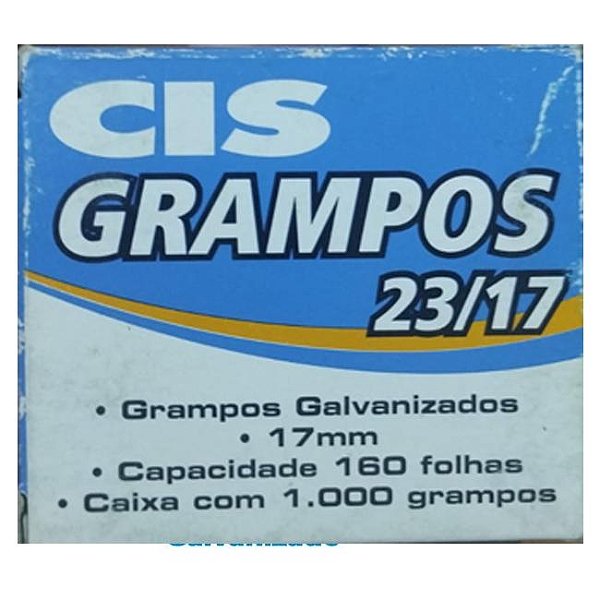 CIS
GRAMPOS
23/17
• Grampos Galvanizados
• 17mm
• Capacidade 160 folhas
• Caixa com 1.000 grampos